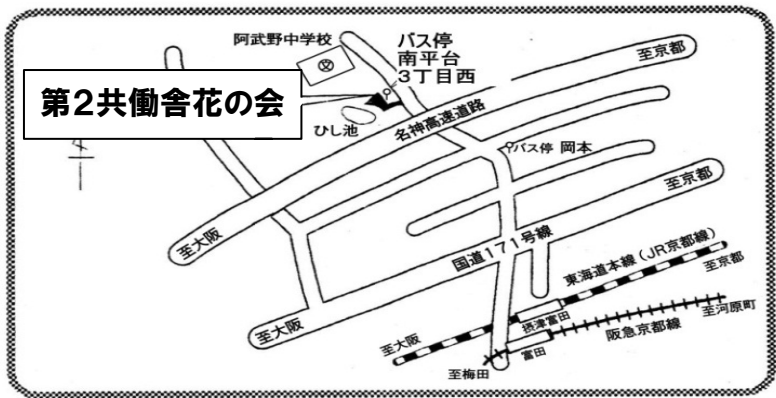 阿武野中学校
バス停
南平台
3丁目西
至京都
第2共働舎花の会
ひし池
名神高速道路
バス停 岡本
至京都
至大阪
国道171号線
東海道本線(JR京都線)
至京都
至大阪
摂津富田
至河原町
至大阪
阪急京都線
富田
至梅田
文